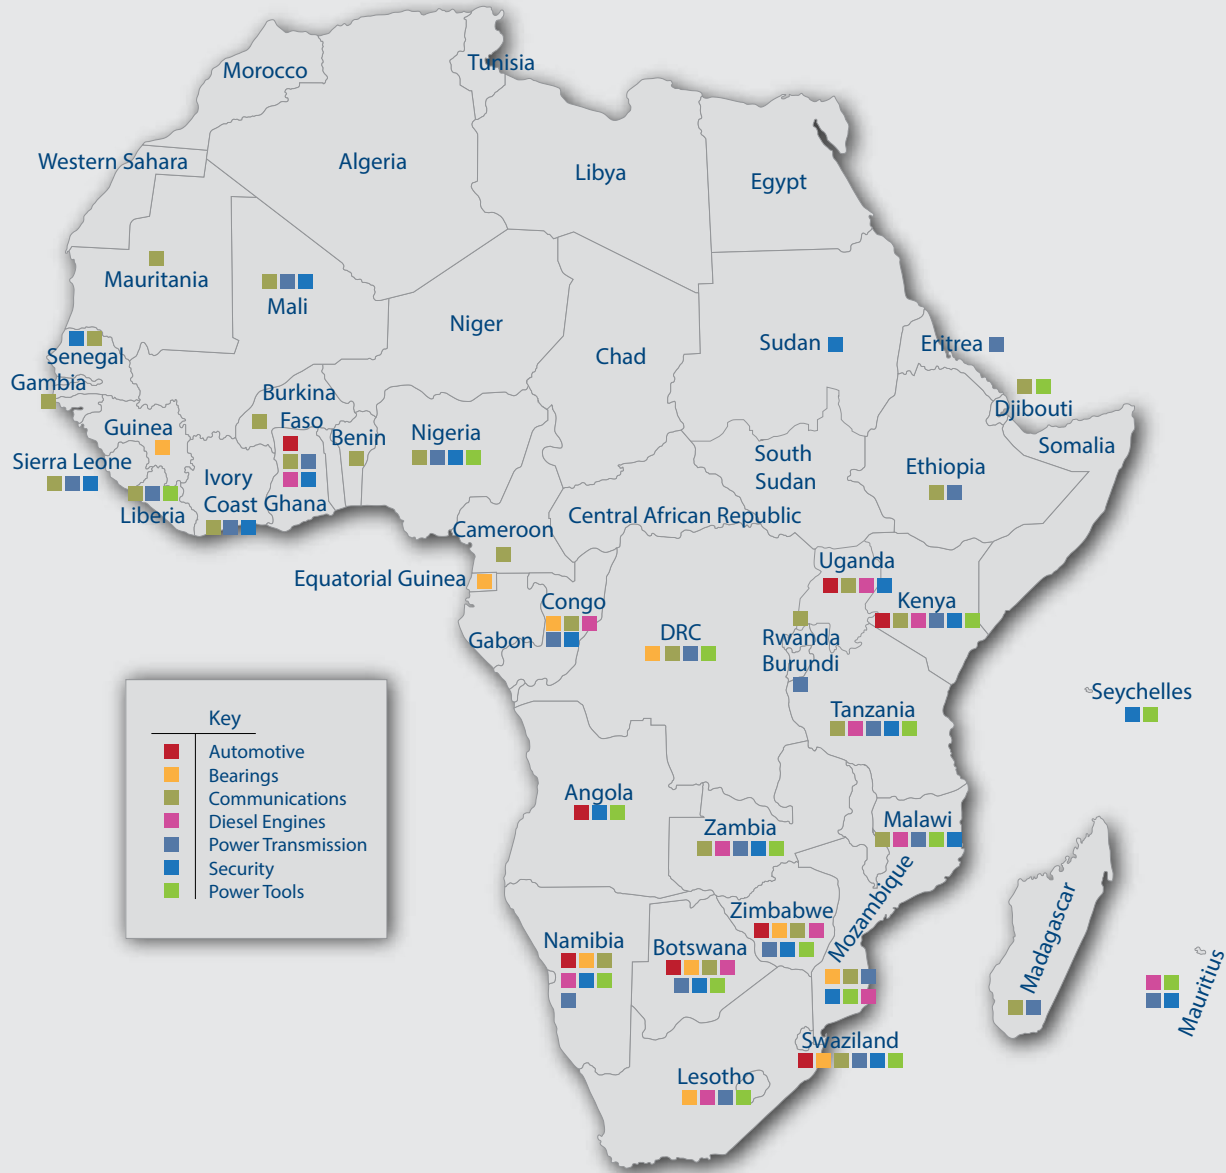 Tunisia
Morocco
Western Sahara
Algeria
Libya
Egypt
Mauritania
Mali
Niger
Chad
Sudan
Eritrea
Senegal
Gambia
Burkina
Faso
Djibouti
Guinea
Benin
Nigeria
Somalia
Sierra Leone
Ivory
Coast
Ghana
South
Sudan
Ethiopia
Liberia
Cameroon
Central African Republic
Equatorial Guinea
Uganda
Congo
Kenya
Gabon
DRC
Rwanda
Burundi
Seychelles
Tanzania
Key
Automotive
Bearings
Communications
Diesel Engines
Power Transmission
Security
Power Tools
Angola
Zambia
Malawi
Mozambique
Zimbabwe
Namibia
Botswana
Madagascar
Mauritius
Swaziland
Lesotho